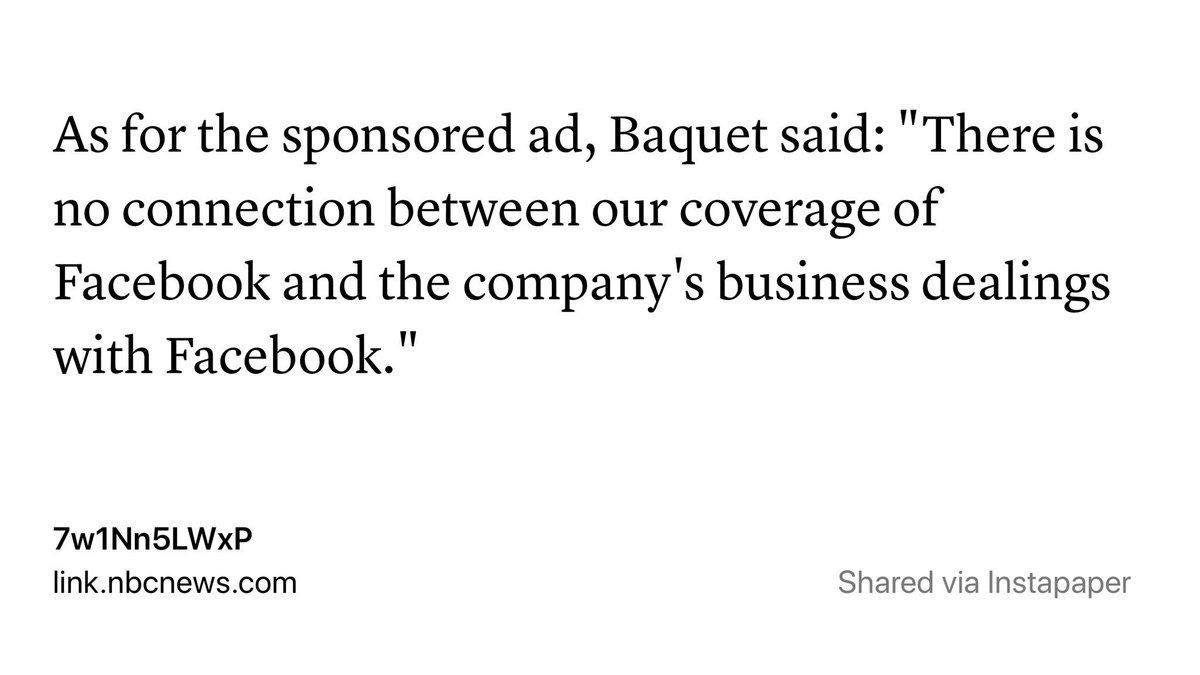 As for the sponsored ad, Baquet said: "There is
no connection between our coverage of
Facebook and the company's business dealings
with Facebook."
7w1Nn5LWxP
link.nbcnews.com
Shared via Instapaper